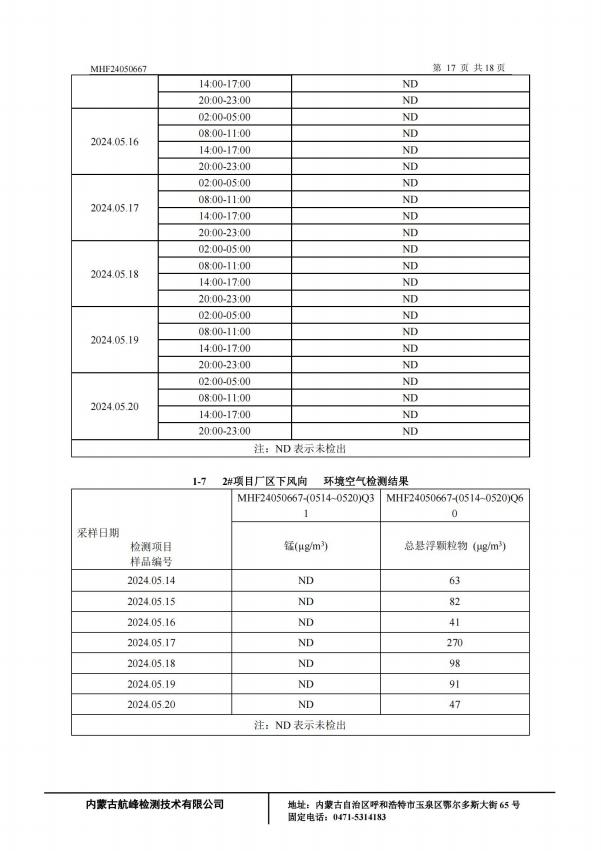 MHF24050667 第 17 页 共 18 页
14:00-17:00 ND
20:00-23:00 ND
2024.05.16
02:00-05:00 ND
08:00-11:00 ND
14:00-17:00 ND
20:00-23:00 ND
2024.05.17
02:00-05:00 ND
08:00-11:00 ND
14:00-17:00 ND
20:00-23:00 ND
2024.05.18
02:00-05:00 ND
08:00-11:00 ND
14:00-17:00 ND
20:00-23:00 ND
2024.05.19
02:00-05:00 ND
08:00-11:00 ND
14:00-17:00 ND
20:00-23:00 ND
2024.05.20
02:00-05:00 ND
08:00-11:00 ND
14:00-17:00 ND
20:00-23:00 ND
注：ND 表示未检出
1-7 2#项目厂区下风向 环境空气检测结果
采样日期
检测项目
样品编号
MHF24050667-(0514~0520)Q3
1
MHF24050667-(0514~0520)Q6
0
锰(μg/m³) 总悬浮颗粒物 (μg/m³)
2024.05.14 ND 63
2024.05.15 ND 82
2024.05.16 ND 41
2024.05.17 ND 270
2024.05.18 ND 98
2024.05.19 ND 91
2024.05.20 ND 47
注：ND 表示未检出
内蒙古航峰检测技术有限公司
地址：内蒙古自治区呼和浩特市玉泉区鄂尔多斯大街 65 号
固定电话：0471-5314183